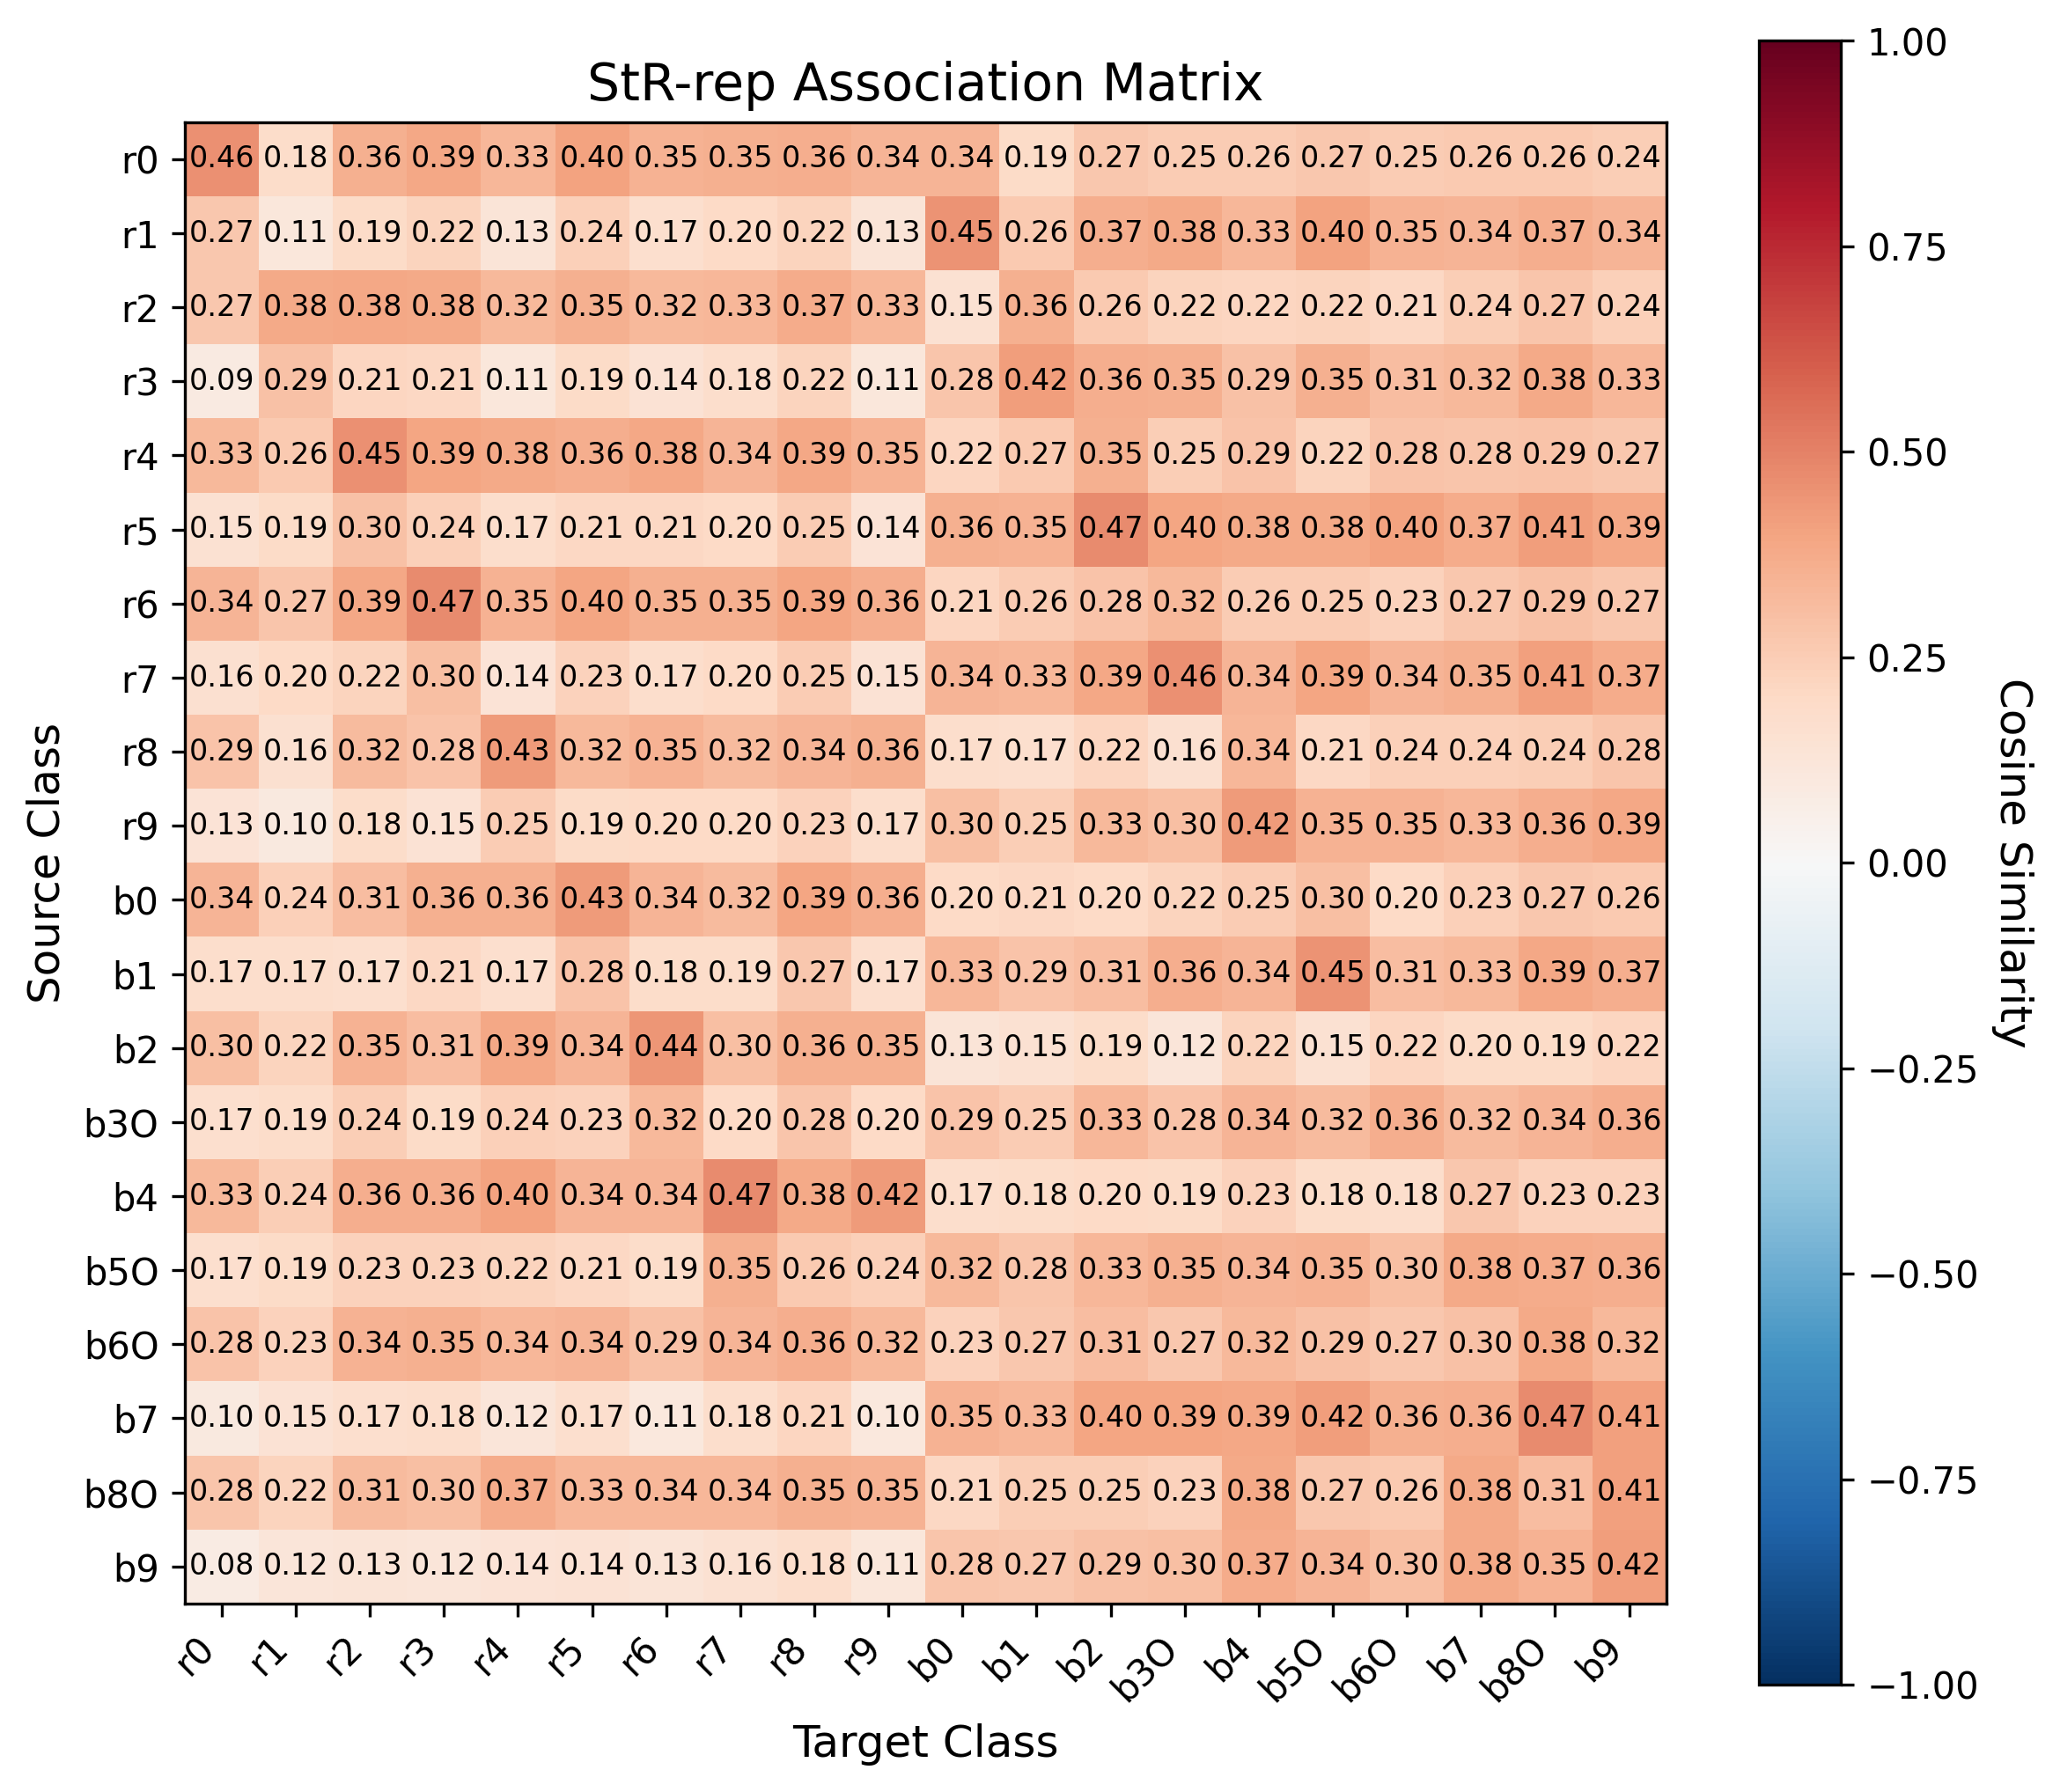 StR-rep Association Matrix
r0 0.46 0.18 0.36 0.39 0.33 0.40 0.35 0.35 0.36 0.34 0.34 0.19 0.27 0.25 0.26 0.27 0.25 0.26 0.26 0.24
r1 0.27 0.11 0.19 0.22 0.13 0.24 0.17 0.20 0.22 0.13 0.45 0.26 0.37 0.38 0.33 0.40 0.35 0.34 0.37 0.34
r2 0.27 0.38 0.38 0.38 0.32 0.35 0.32 0.33 0.37 0.33 0.15 0.36 0.26 0.22 0.22 0.22 0.21 0.24 0.27 0.24
r3 0.09 0.29 0.21 0.21 0.11 0.19 0.14 0.18 0.22 0.11 0.28 0.42 0.36 0.35 0.29 0.35 0.31 0.32 0.38 0.33
r4 0.33 0.26 0.45 0.39 0.38 0.36 0.38 0.34 0.39 0.35 0.22 0.27 0.35 0.25 0.29 0.22 0.28 0.28 0.29 0.27
r5 0.15 0.19 0.30 0.24 0.17 0.21 0.21 0.20 0.25 0.14 0.36 0.35 0.47 0.40 0.38 0.38 0.40 0.37 0.41 0.39
r6 0.34 0.27 0.39 0.47 0.35 0.40 0.35 0.35 0.39 0.36 0.21 0.26 0.28 0.32 0.26 0.25 0.23 0.27 0.29 0.27
r7 0.16 0.20 0.22 0.30 0.14 0.23 0.17 0.20 0.25 0.15 0.34 0.33 0.39 0.46 0.34 0.39 0.34 0.35 0.41 0.37
r8 0.29 0.16 0.32 0.28 0.43 0.32 0.35 0.32 0.34 0.36 0.17 0.17 0.22 0.16 0.34 0.21 0.24 0.24 0.24 0.28
r9 0.13 0.10 0.18 0.15 0.25 0.19 0.20 0.20 0.23 0.17 0.30 0.25 0.33 0.30 0.42 0.35 0.35 0.33 0.36 0.39
b0 0.34 0.24 0.31 0.36 0.36 0.43 0.34 0.32 0.39 0.36 0.20 0.21 0.20 0.22 0.25 0.30 0.20 0.23 0.27 0.26
b1 0.17 0.17 0.17 0.21 0.17 0.28 0.18 0.19 0.27 0.17 0.33 0.29 0.31 0.36 0.34 0.45 0.31 0.33 0.39 0.37
b2 0.30 0.22 0.35 0.31 0.39 0.34 0.44 0.30 0.36 0.35 0.13 0.15 0.19 0.12 0.22 0.15 0.22 0.20 0.19 0.22
b3O 0.17 0.19 0.24 0.19 0.24 0.23 0.32 0.20 0.28 0.20 0.29 0.25 0.33 0.28 0.34 0.32 0.36 0.32 0.34 0.36
b4 0.33 0.24 0.36 0.36 0.40 0.34 0.34 0.47 0.38 0.42 0.17 0.18 0.20 0.19 0.23 0.18 0.18 0.27 0.23 0.23
b5O 0.17 0.19 0.23 0.23 0.22 0.21 0.19 0.35 0.26 0.24 0.32 0.28 0.33 0.35 0.34 0.35 0.30 0.38 0.37 0.36
b6O 0.28 0.23 0.34 0.35 0.34 0.34 0.29 0.34 0.36 0.32 0.23 0.27 0.31 0.27 0.32 0.29 0.27 0.30 0.38 0.32
b7 0.10 0.15 0.17 0.18 0.12 0.17 0.11 0.18 0.21 0.10 0.35 0.33 0.40 0.39 0.39 0.42 0.36 0.36 0.47 0.41
b8O 0.28 0.22 0.31 0.30 0.37 0.33 0.34 0.34 0.35 0.35 0.21 0.25 0.25 0.23 0.38 0.27 0.26 0.38 0.31 0.41
b9 0.08 0.12 0.13 0.12 0.14 0.14 0.13 0.16 0.18 0.11 0.28 0.27 0.29 0.30 0.37 0.34 0.30 0.38 0.35 0.42
r0 r1 r2 r3 r4 r5 r6 r7 r8 r9 b0 b1 b2 b3O b4 b5O b6O b7 b8O b9
Target Class
Source Class
1.00
0.75
0.50
0.25
0.00
−0.25
−0.50
−0.75
−1.00
Cosine Similarity